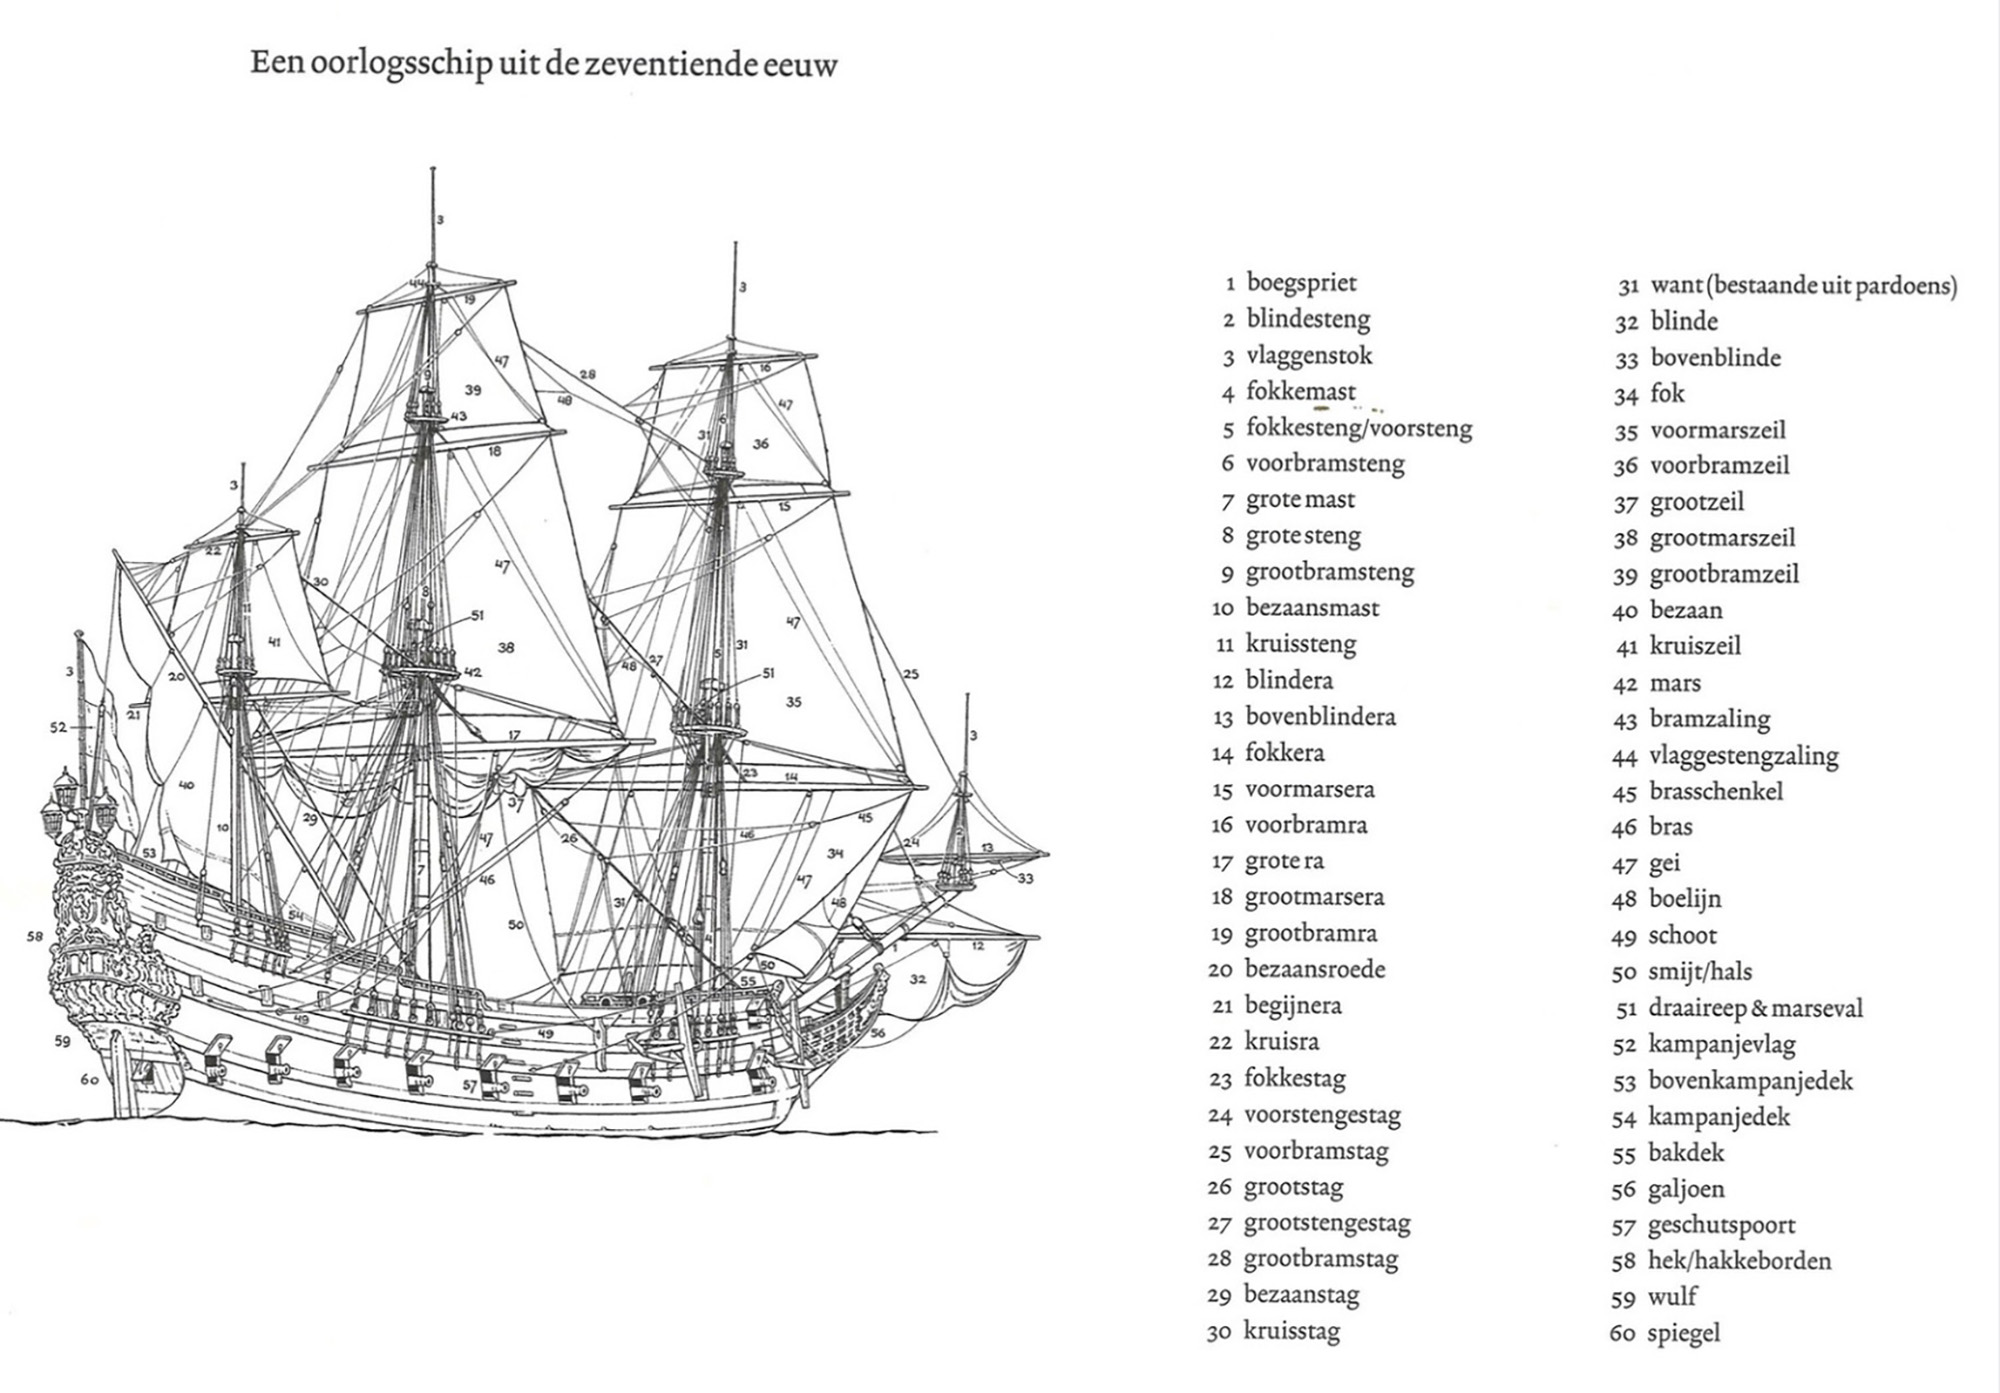 Een oorlogsschip uit de zeventiende eeuw
3
3
44
19
16
47
28
9
39
48
47
43
6
31
36
18
3
15
22
30
47
11
8
51
41
38
47
5
31
48
27
51
3
20
42
25
21
35
52
17
3
23
14
40
37
29
45
10
47
26
46
2
24
13
53
34
7
46
47
33
31
48
54
50
58
4
1
12
50
55
32
49
49
56
59
60
57
1 boegspriet
2 blindesteng
3 vlaggenstok
4 fokkemast
5 fokkesteng/voorsteng
6 voorbramsteng
7 grote mast
8 grote steng
9 grootbramsteng
10 bezaansmast
11 kruissteng
12 blindera
13 bovenblindera
14 fokkera
15 voormarsera
16 voorbramra
17 grote ra
18 grootmarsera
19 grootbramra
20 bezaansroede
21 begijnera
22 kruisra
23 fokkestag
24 voorstengestag
25 voorbramstag
26 grootstag
27 grootstengestag
28 grootbramstag
29 bezaanstag
30 kruisstag
31 want (bestaande uit pardoens)
32 blinde
33 bovenblinde
34 fok
35 voormarszeil
36 voorbramzeil
37 grootzeil
38 grootmarszeil
39 grootbramzeil
40 bezaan
41 kruiszeil
42 mars
43 bramzaling
44 vlaggestengzaling
45 brasschenkel
46 bras
47 gei
48 boelijn
49 schoot
50 smijt/hals
51 draaireep & marseval
52 kampanjevlag
53 bovenkampanjedek
54 kampanjedek
55 bakdek
56 galjoen
57 geschutspoort
58 hek/hakkeborden
59 wulf
60 spiegel